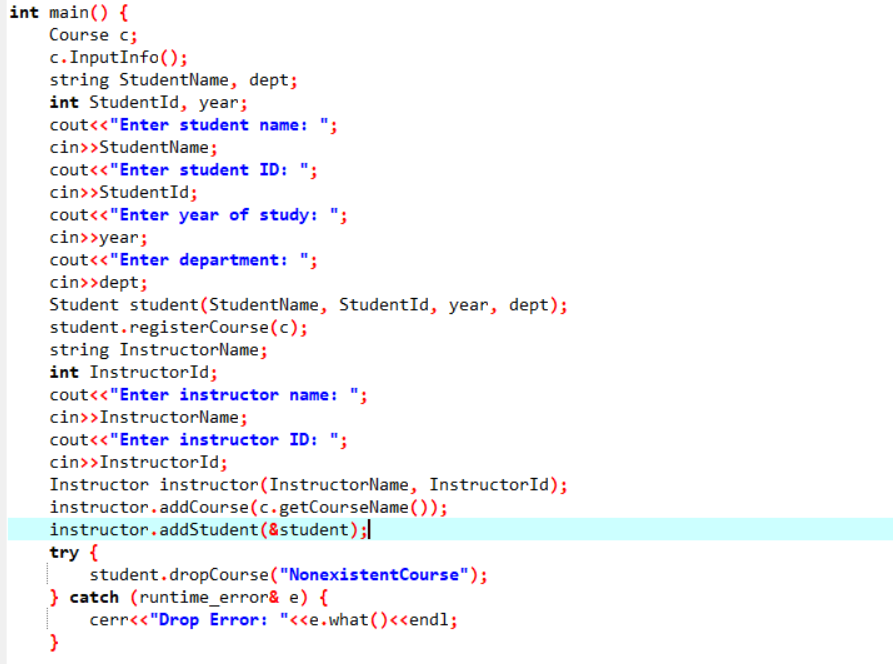 int main() {
    Course c;
    c.InputInfo();
    string StudentName, dept;
    int StudentId, year;
    cout<<"Enter student name: ";
    cin>>StudentName;
    cout<<"Enter student ID: ";
    cin>>StudentId;
    cout<<"Enter year of study: ";
    cin>>year;
    cout<<"Enter department: ";
    cin>>dept;
    Student student(StudentName, StudentId, year, dept);
    student.registerCourse(c);
    string InstructorName;
    int InstructorId;
    cout<<"Enter instructor name: ";
    cin>>InstructorName;
    cout<<"Enter instructor ID: ";
    cin>>InstructorId;
    Instructor instructor(InstructorName, InstructorId);
    instructor.addCourse(c.getCourseName());
    instructor.addStudent(&student);
    try {
        student.dropCourse("NonexistentCourse");
    } catch (runtime_error& e) {
        cerr<<"Drop Error: "<<e.what()<<endl;
    }